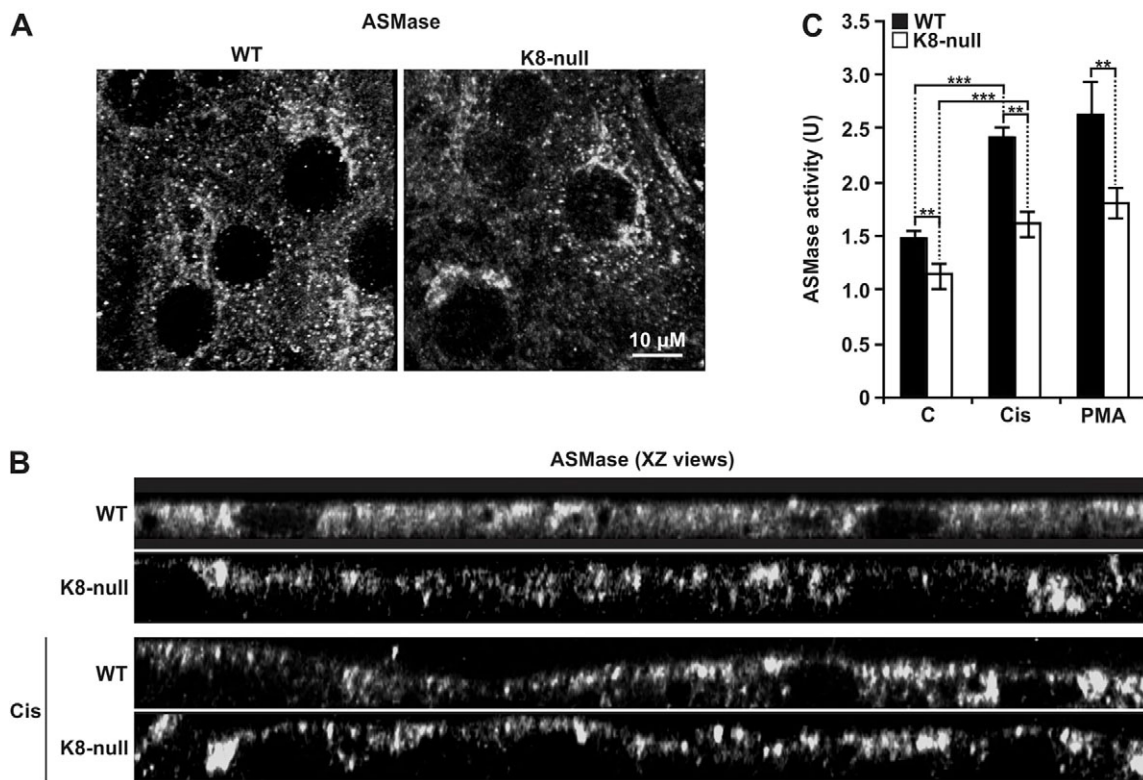 A
ASMase
WT
K8-null
10 µM
C
WT
K8-null
ASMase activity (U)
3.5
3.0
2.5
2.0
1.5
1.0
0.5
0
***
***
**
**
**
C
Cis
PMA
B
ASMase (XZ views)
WT
K8-null
Cis
WT
K8-null